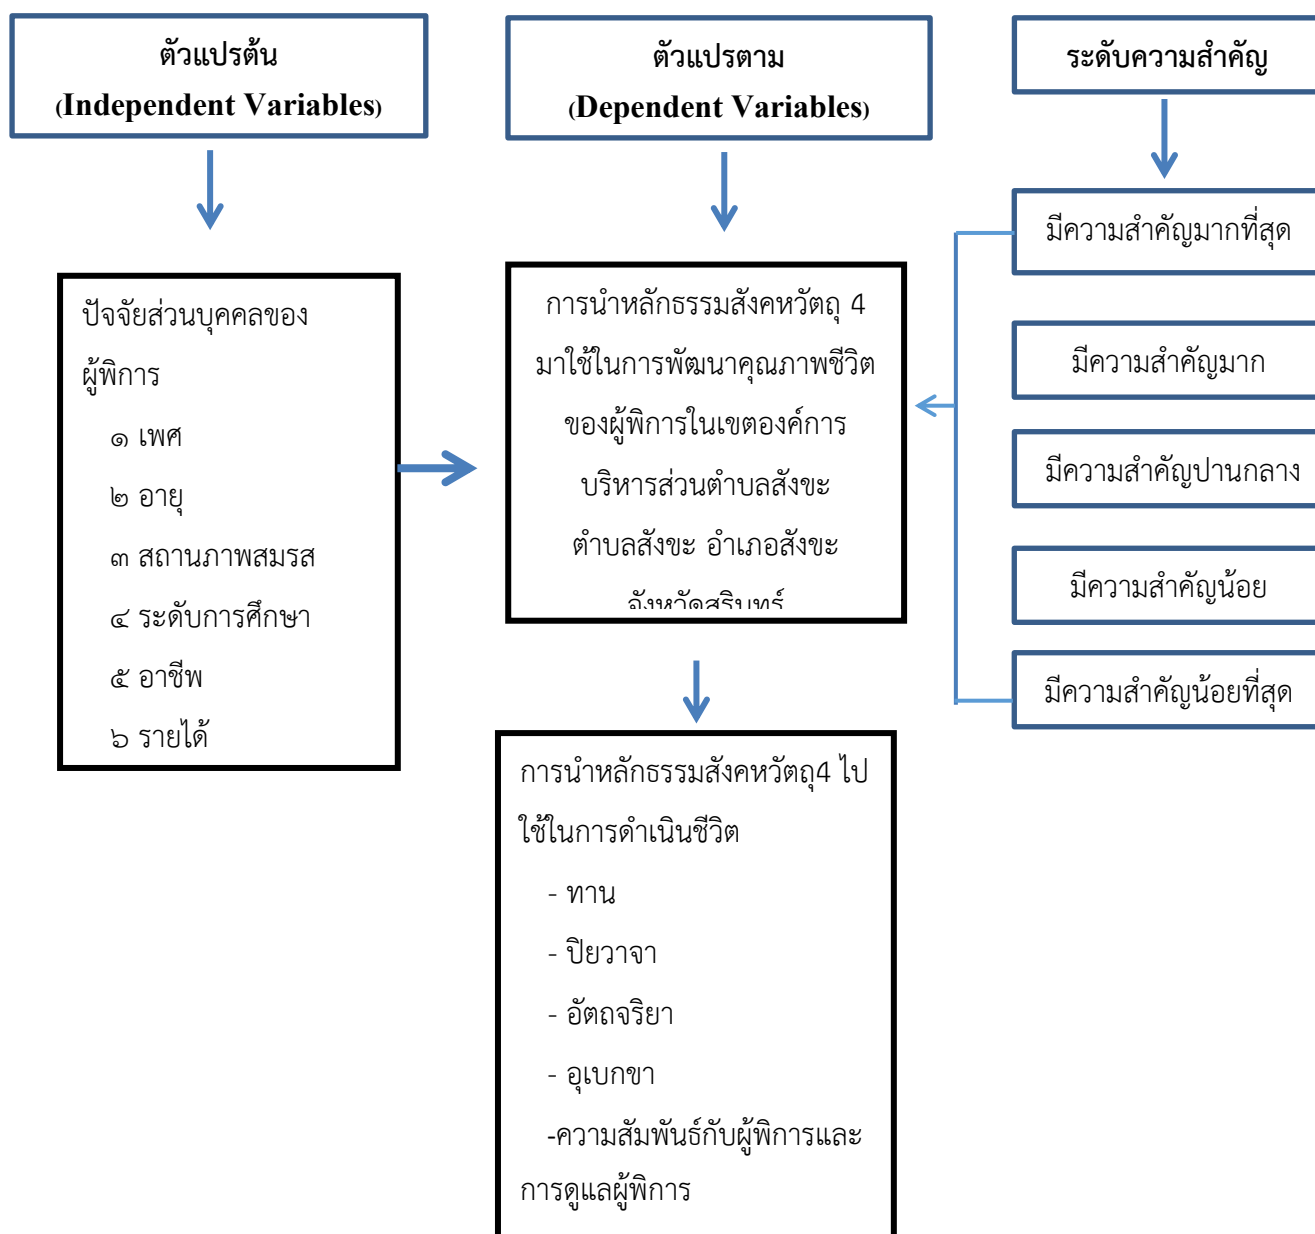 ตัวแปรต้น
(Independent Variables)
ปัจจัยส่วนบุคคลของ
ผู้พิการ
๑ เพศ
๒ อายุ
๓ สถานภาพสมรส
๔ ระดับการศึกษา
๕ อาชีพ
๖ รายได้
ตัวแปรตาม
(Dependent Variables)
การนำหลักธรรมสังคหวัตถุ 4
มาใช้ในการพัฒนาคุณภาพชีวิต
ของผู้พิการในเขตองค์การ
บริหารส่วนตำบลสังขะ
ตำบลสังขะ อำเภอสังขะ
จังหวัดสุรินทร์
การนำหลักธรรมสังคหวัตถุ4 ไป
ใช้ในการดำเนินชีวิต
- ทาน
- ปิยวาจา
- อัตถจริยา
- อุเบกขา
-ความสัมพันธ์กับผู้พิการและ
การดูแลผู้พิการ
ระดับความสำคัญ
มีความสำคัญมากที่สุด
มีความสำคัญมาก
มีความสำคัญปานกลาง
มีความสำคัญน้อย
มีความสำคัญน้อยที่สุด